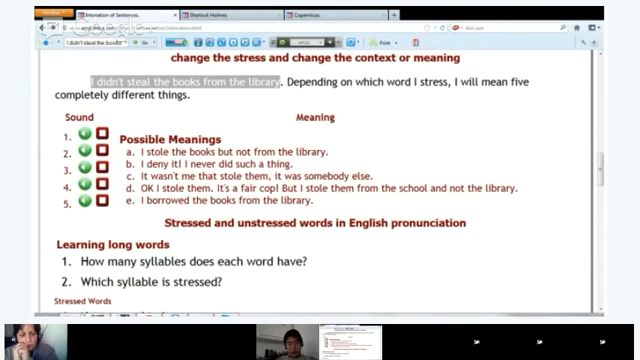 Intonation of Sentences.
Sherlock Holmes
Copernicus.
I didn't steal the books
Print
change the stress and change the context or meaning
I didn't steal the books from the library. Depending on which word I stress, I will mean five
completely different things.
Sound Meaning
1.
2.
3.
4.
5.
Possible Meanings
a. I stole the books but not from the library.
b. I deny it! I never did such a thing.
c. It wasn't me that stole them, it was somebody else.
d. OK I stole them. It's a fair cop! But I stole them from the school and not the library.
e. I borrowed the books from the library.
Stressed and unstressed words in English pronunciation
Learning long words
1. How many syllables does each word have?
2. Which syllable is stressed?
Stressed Words